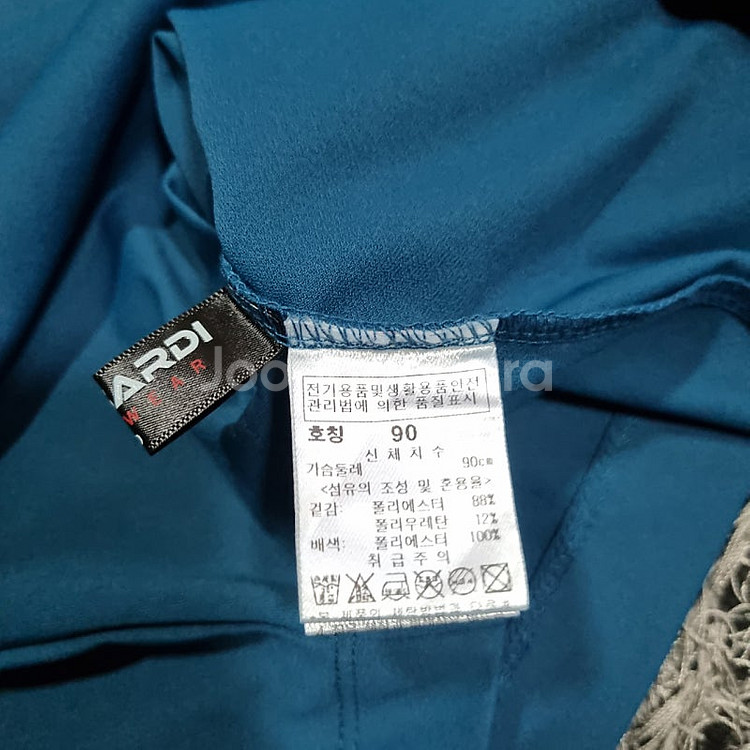 ARDI
WEAR
전기용품및생활용품안전
관리법에 의한 품질표시
호칭 90
신체치수
가슴둘레 90cm
<섬유의 조성 및 혼용율>
겉감: 폴리에스터 88%
폴리우레탄 12%
배색: 폴리에스터 100%
취급주의